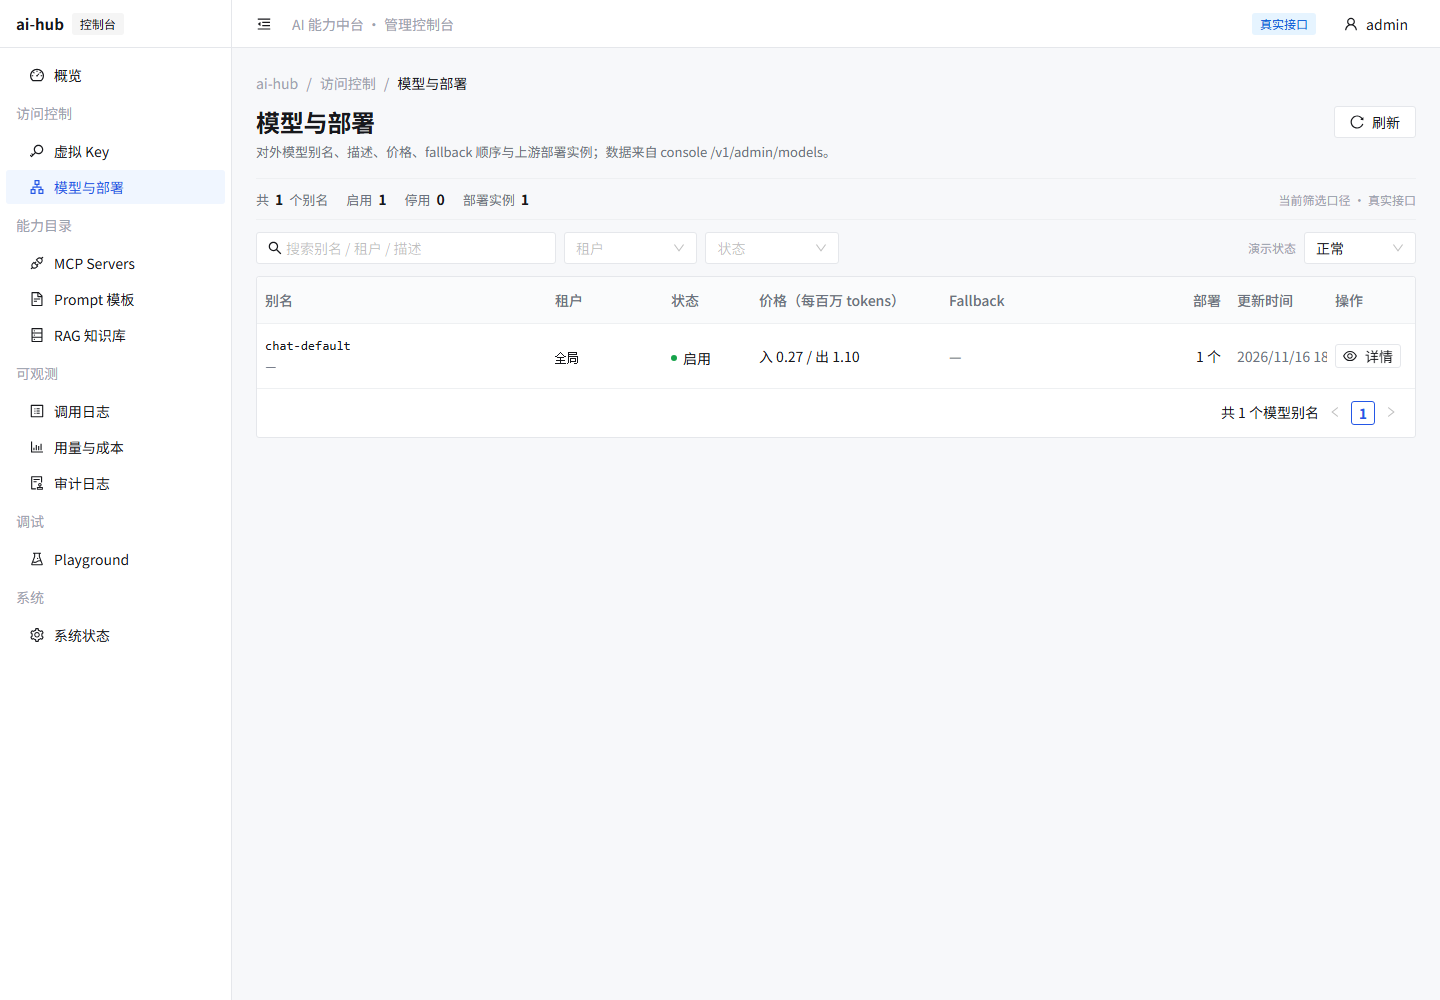 ai-hub 控制台
AI 能力中台 • 管理控制台
真实接口
admin
概览
访问控制
虚拟 Key
模型与部署
能力目录
MCP Servers
Prompt 模板
RAG 知识库
可观测
调用日志
用量与成本
审计日志
调试
Playground
系统
系统状态
ai-hub / 访问控制 / 模型与部署
模型与部署
刷新
对外模型别名、描述、价格、fallback 顺序与上游部署实例；数据来自 console /v1/admin/models。
共 1 个别名 启用 1 停用 0 部署实例 1
当前筛选口径 • 真实接口
搜索别名 / 租户 / 描述 租户 状态
演示状态 正常
别名 租户 状态 价格（每百万 tokens） Fallback 部署 更新时间 操作
chat-default
—
全局 启用 入 0.27 / 出 1.10 — 1 个 2026/11/16 18 详情
共 1 个模型别名 1